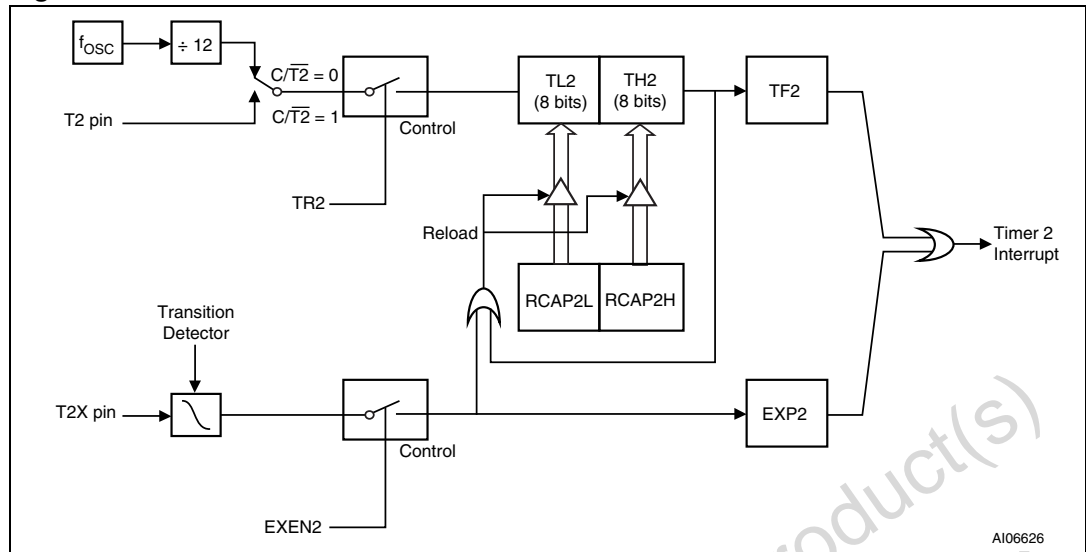 fOSC
÷ 12
C/T2 = 0
C/T2 = 1
T2 pin
Control
TR2
TL2
(8 bits)
TH2
(8 bits)
TF2
Reload
RCAP2L
RCAP2H
Timer 2
Interrupt
Transition
Detector
T2X pin
Control
EXEN2
EXP2
roduct(s)
AI06626